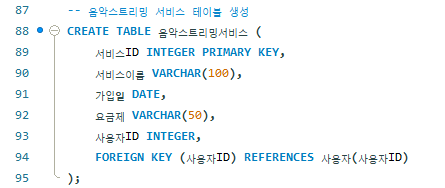 87 -- 음악스트리밍 서비스 테이블 생성
88 CREATE TABLE 음악스트리밍서비스 (
89 서비스ID INTEGER PRIMARY KEY,
90 서비스이름 VARCHAR(100),
91 가입일 DATE,
92 요금제 VARCHAR(50),
93 사용자ID INTEGER,
94 FOREIGN KEY (사용자ID) REFERENCES 사용자(사용자ID)
95 );